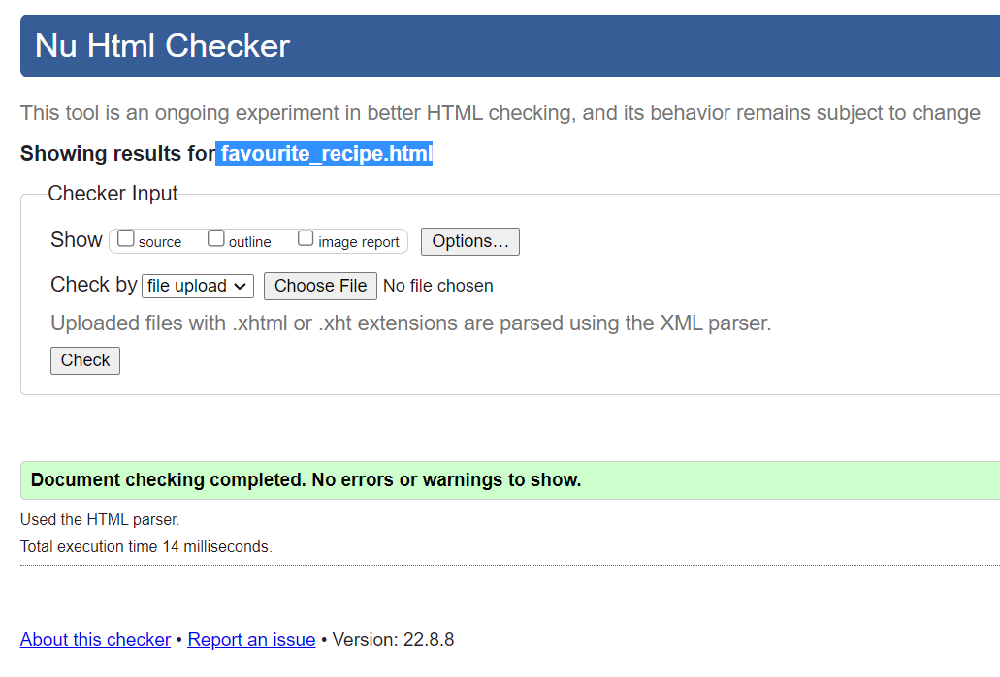 Nu Html Checker
This tool is an ongoing experiment in better HTML checking, and its behavior remains subject to change
Showing results for favourite_recipe.html
Checker Input
Show source outline image report Options…
Check by file upload Choose File No file chosen
Uploaded files with .xhtml or .xht extensions are parsed using the XML parser.
Check
Document checking completed. No errors or warnings to show.
Used the HTML parser.
Total execution time 14 milliseconds.
About this checker • Report an issue • Version: 22.8.8